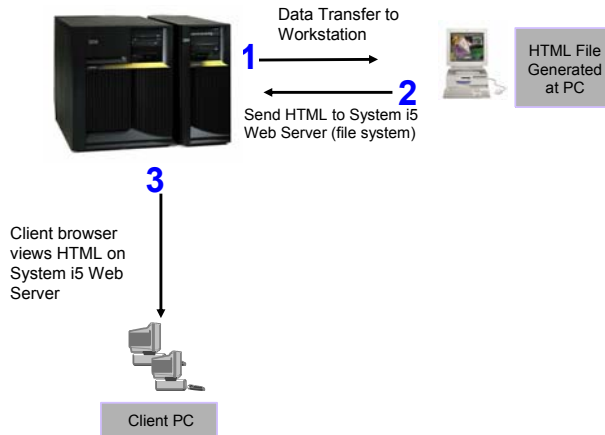 Data Transfer to
Workstation
1
HTML File
Generated
at PC
2
Send HTML to System i5
Web Server (file system)
3
Client browser
views HTML on
System i5 Web
Server
Client PC